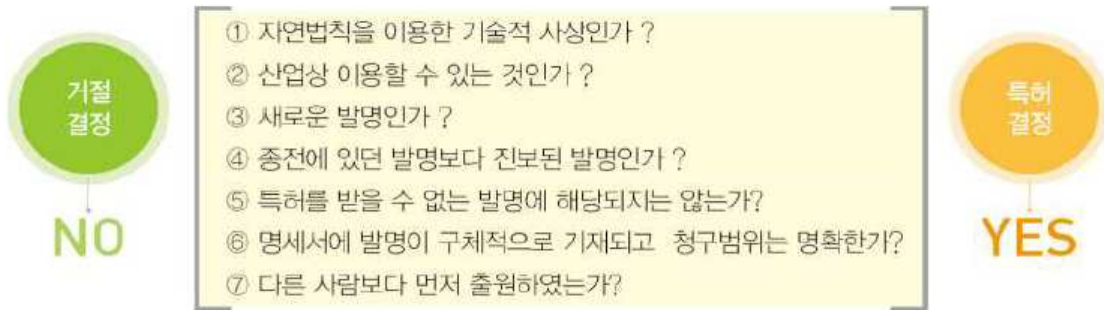 거절
결정
NO
① 자연법칙을 이용한 기술적 사상인가 ?
② 산업상 이용할 수 있는 것인가 ?
③ 새로운 발명인가 ?
④ 종전에 있던 발명보다 진보된 발명인가 ?
⑤ 특허를 받을 수 없는 발명에 해당되지는 않는가?
⑥ 명세서에 발명이 구체적으로 기재되고 청구범위는 명확한가?
⑦ 다른 사람보다 먼저 출원하였는가?
특허
결정
YES